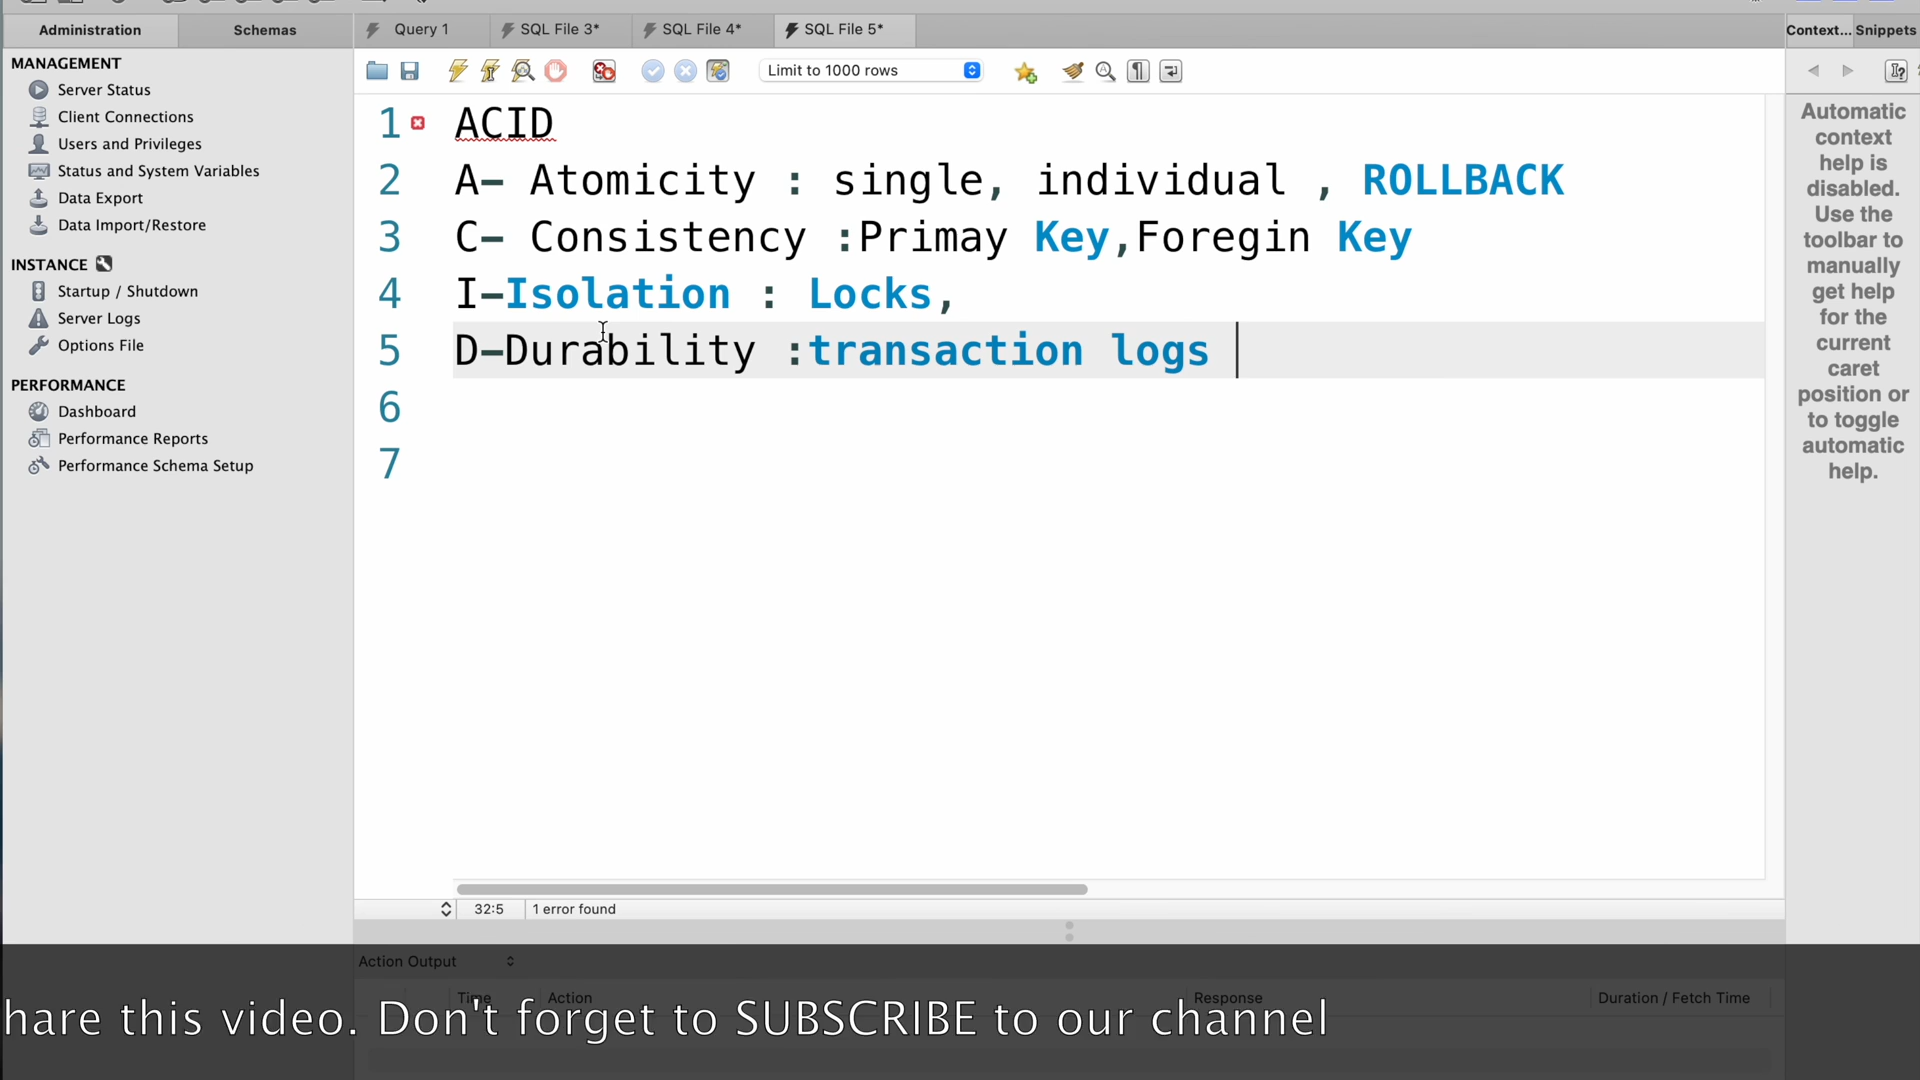 Administration
Schemas
Query 1
SQL File 3*
SQL File 4*
SQL File 5*
Context...
Snippets
MANAGEMENT
Server Status
Client Connections
Users and Privileges
Status and System Variables
Data Export
Data Import/Restore
INSTANCE
Startup / Shutdown
Server Logs
Options File
PERFORMANCE
Dashboard
Performance Reports
Performance Schema Setup
Limit to 1000 rows
1 ACID
2 A- Atomicity : single, individual , ROLLBACK
3 C- Consistency :Primay Key,Foregin Key
4 I-Isolation : Locks,
5 D-Durability :transaction logs
6
7
Automatic
context
help is
disabled.
Use the
toolbar to
manually
get help
for the
current
caret
position or
to toggle
automatic
help.
32:5
1 error found
Action Output
Time
Action
Response
Duration / Fetch Time
hare this video. Don't forget to SUBSCRIBE to our channel